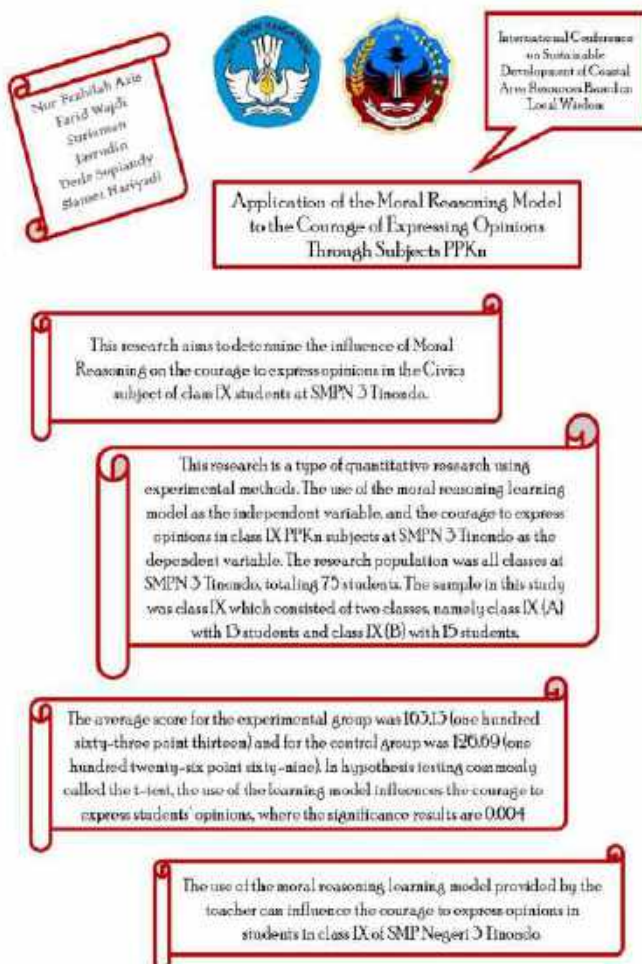 Nur Fadhilah Azis
Farid Wajdi
Suriaman
Jasrudin
Dede Supiandy
Slamet Hariyadi
TUT WURI HANDAYANI
International Conference
on Sustainable
Development of Coastal
Area Resources Based on
Local Wisdom
Application of the Moral Reasoning Model
to the Courage of Expressing Opinions
Through Subjects PPKn
This research aims to determine the influence of Moral
Reasoning on the courage to express opinions in the Civics
subject of class IX students at SMPN 3 Tinondo.
This research is a type of quantitative research using
experimental methods. The use of the moral reasoning learning
model as the independent variable, and the courage to express
opinions in class IX PPKn subjects at SMPN 3 Tinondo as the
dependent variable. The research population was all classes at
SMPN 3 Tinondo, totaling 75 students. The sample in this study
was class IX which consisted of two classes, namely class IX (A)
with 13 students and class IX (B) with 15 students.
The average score for the experimental group was 163.13 (one hundred
sixty-three point thirteen) and for the control group was 126.69 (one
hundred twenty-six point sixty-nine). In hypothesis testing commonly
called the t-test, the use of the learning model influences the courage to
express students' opinions, where the significance results are 0.004
The use of the moral reasoning learning model provided by the
teacher can influence the courage to express opinions in
students in class IX of SMP Negeri 3 Tinondo